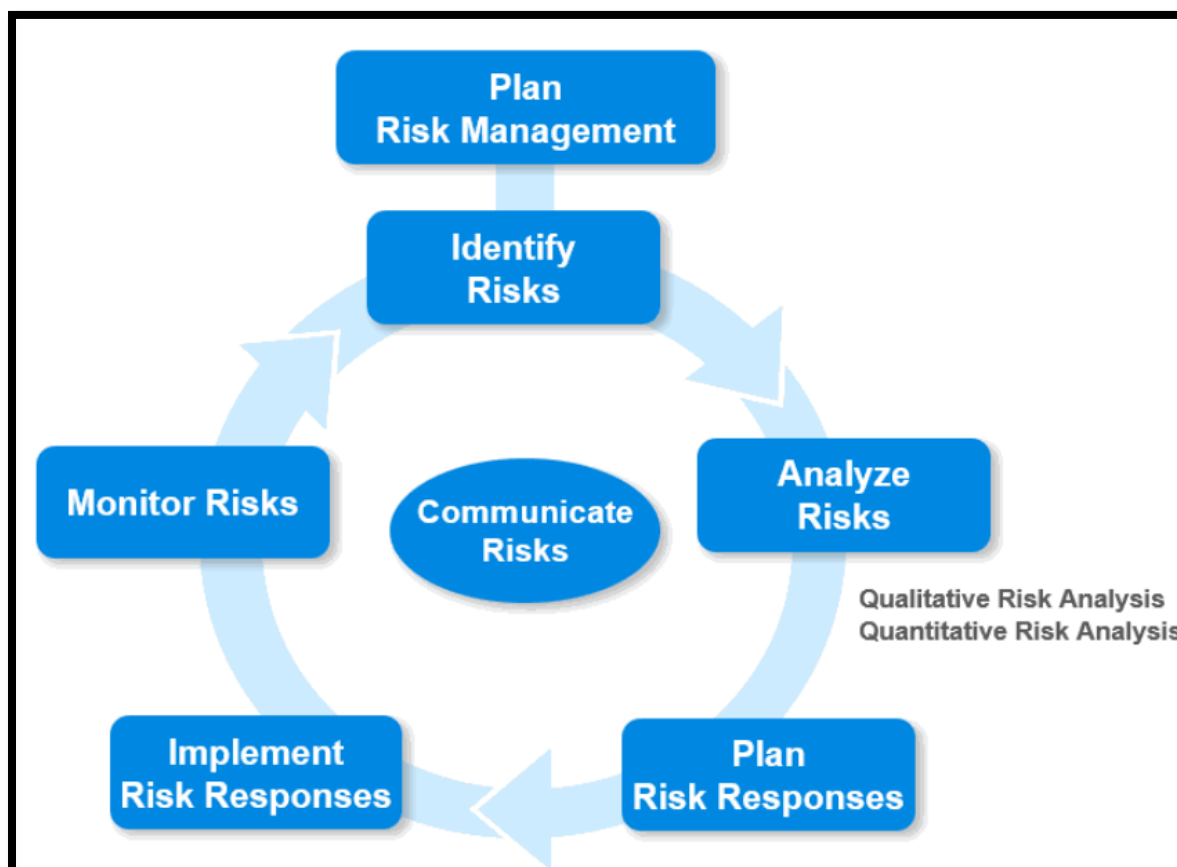 Plan
Risk Management
Identify
Risks
Monitor Risks
Communicate
Risks
Analyze
Risks
Qualitative Risk Analysis
Quantitative Risk Analysis
Implement
Risk Responses
Plan
Risk Responses